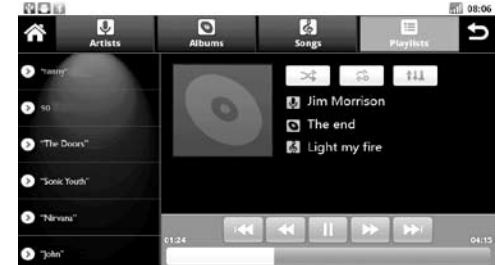 08:06
Artists
Albums
Songs
Playlists
90
"The Doors"
"Sonic Youth"
"Nirvana"
"John"
Jim Morrison
The end
Light my fire
01:24
04:15